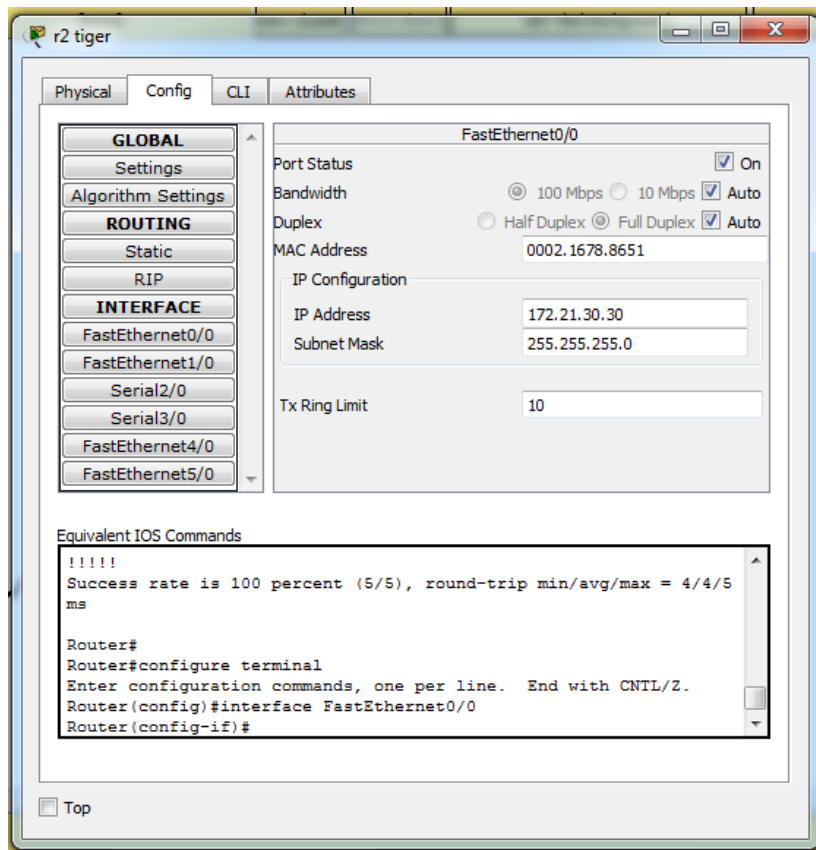 r2 tiger
Physical Config CLI Attributes
GLOBAL
Settings
Algorithm Settings
ROUTING
Static
RIP
INTERFACE
FastEthernet0/0
FastEthernet1/0
Serial2/0
Serial3/0
FastEthernet4/0
FastEthernet5/0
FastEthernet0/0
Port Status On
Bandwidth 100 Mbps 10 Mbps Auto
Duplex Half Duplex Full Duplex Auto
MAC Address 0002.1678.8651
IP Configuration
IP Address 172.21.30.30
Subnet Mask 255.255.255.0
Tx Ring Limit 10
Equivalent IOS Commands
!!!!!
Success rate is 100 percent (5/5), round-trip min/avg/max = 4/4/5
ms
Router#
Router#configure terminal
Enter configuration commands, one per line.  End with CNTL/Z.
Router(config)#interface FastEthernet0/0
Router(config-if)#
Top